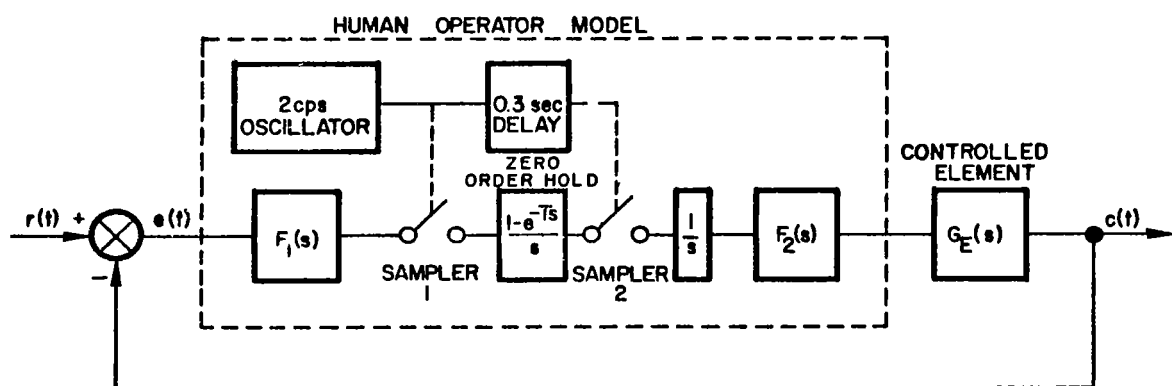 HUMAN OPERATOR MODEL
2cps
OSCILLATOR
0.3 sec
DELAY
ZERO
ORDER HOLD
CONTROLLED
ELEMENT
r(t) +
e(t)
F₁(s)
1-e^-Ts
s
1
s
F₂(s)
G_E(s)
c(t)
−
SAMPLER
1
SAMPLER
2